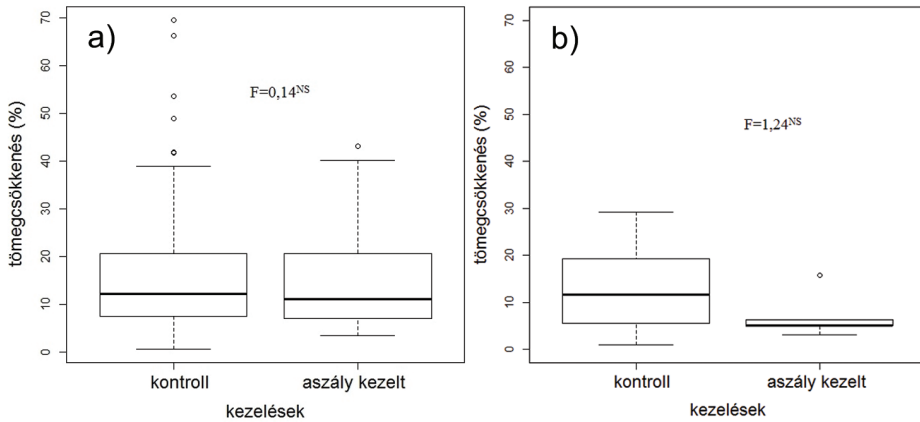 a)
F=0,14NS
tömegcsökkenés (%)
70
60
50
40
30
20
10
0
kontroll aszály kezelt
kezelések
b)
F=1,24NS
tömegcsökkenés (%)
70
60
50
40
30
20
10
0
kontroll aszály kezelt
kezelések